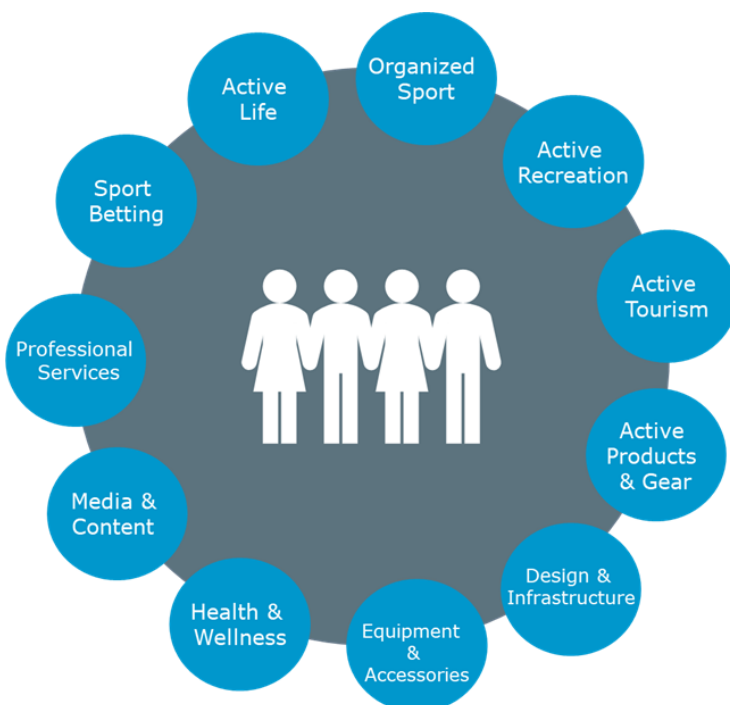 Organized
Sport
Active
Recreation
Active
Tourism
Active
Products
& Gear
Design &
Infrastructure
Equipment
&
Accessories
Health &
Wellness
Media &
Content
Professional
Services
Sport
Betting
Active
Life